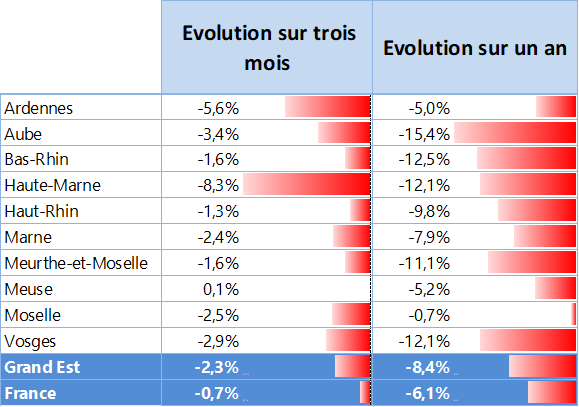 Evolution sur trois mois Evolution sur un an
Ardennes -5,6% -5,0%
Aube -3,4% -15,4%
Bas-Rhin -1,6% -12,5%
Haute-Marne -8,3% -12,1%
Haut-Rhin -1,3% -9,8%
Marne -2,4% -7,9%
Meurthe-et-Moselle -1,6% -11,1%
Meuse 0,1% -5,2%
Moselle -2,5% -0,7%
Vosges -2,9% -12,1%
Grand Est -2,3% -8,4%
France -0,7% -6,1%